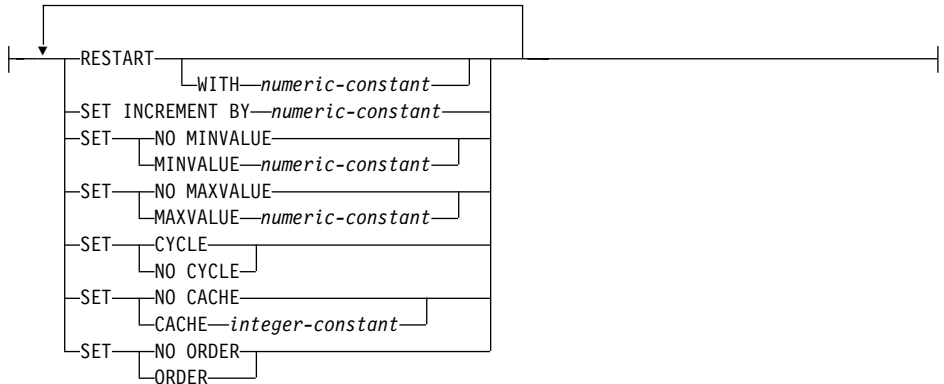 RESTART
WITH numeric-constant
SET INCREMENT BY numeric-constant
SET NO MINVALUE
MINVALUE numeric-constant
SET NO MAXVALUE
MAXVALUE numeric-constant
SET CYCLE
NO CYCLE
SET NO CACHE
CACHE integer-constant
SET NO ORDER
ORDER